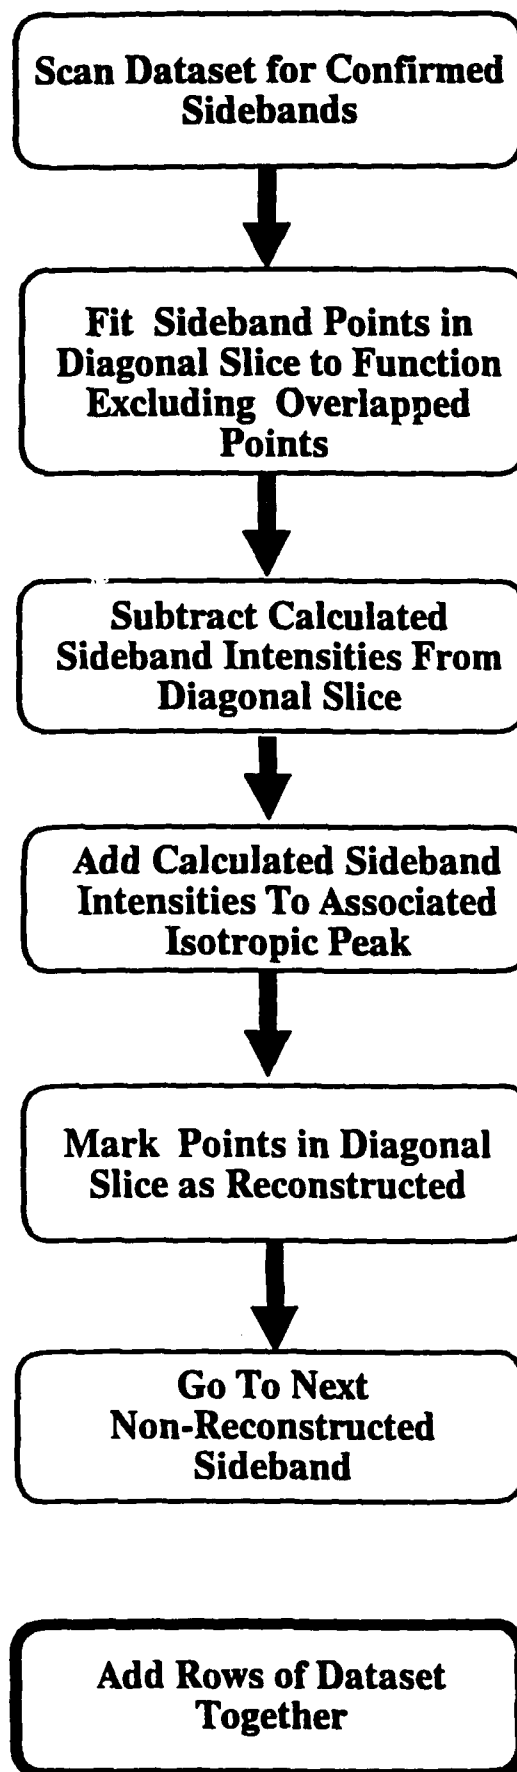 Scan Dataset for Confirmed
Sidebands
Fit Sideband Points in
Diagonal Slice to Function
Excluding Overlapped
Points
Subtract Calculated
Sideband Intensities From
Diagonal Slice
Add Calculated Sideband
Intensities To Associated
Isotropic Peak
Mark Points in Diagonal
Slice as Reconstructed
Go To Next
Non-Reconstructed
Sideband
Add Rows of Dataset
Together